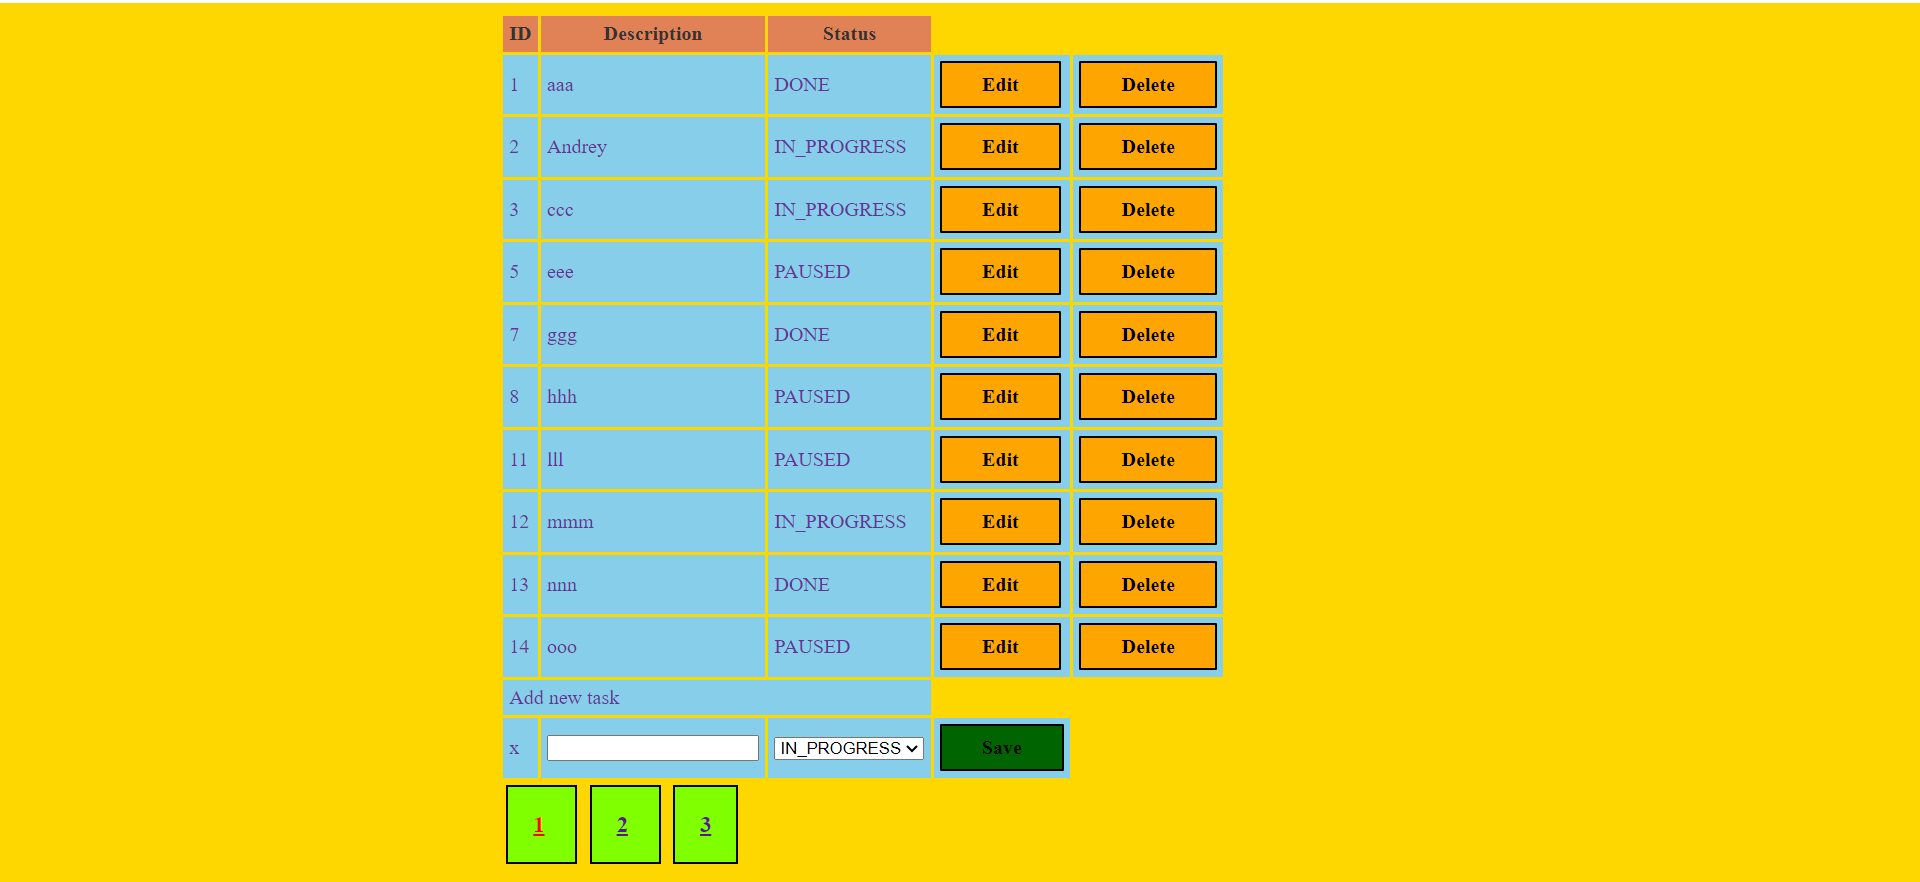 ID Description Status
1 aaa DONE Edit Delete
2 Andrey IN_PROGRESS Edit Delete
3 ccc IN_PROGRESS Edit Delete
5 eee PAUSED Edit Delete
7 ggg DONE Edit Delete
8 hhh PAUSED Edit Delete
11 lll PAUSED Edit Delete
12 mmm IN_PROGRESS Edit Delete
13 nnn DONE Edit Delete
14 ooo PAUSED Edit Delete
Add new task
x IN_PROGRESS Save
1 2 3